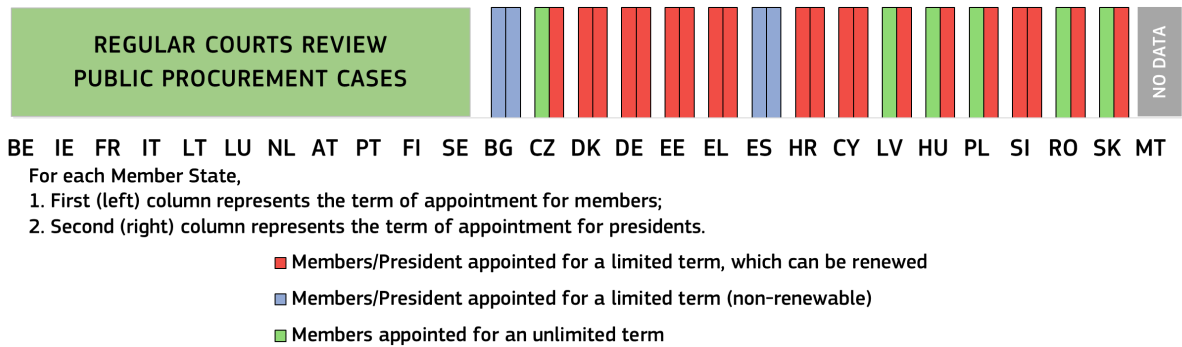 REGULAR COURTS REVIEW
PUBLIC PROCUREMENT CASES
NO DATA
BE IE FR IT LT LU NL AT PT FI SE BG CZ DK DE EE EL ES HR CY LV HU PL SI RO SK MT
For each Member State,
1. First (left) column represents the term of appointment for members;
2. Second (right) column represents the term of appointment for presidents.
Members/President appointed for a limited term, which can be renewed
Members/President appointed for a limited term (non-renewable)
Members appointed for an unlimited term